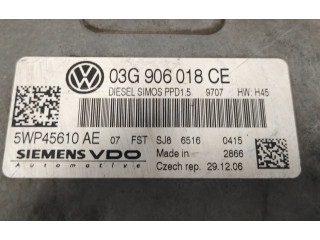 VW
03G 906 018 CE
DIESEL SIMOS PPD1.5 9707 HW: H45
5WP45610 AE 07 FST SJ8 6516 0415
SIEMENS VDO Made in 2866
Automotive Czech rep. 29.12.06